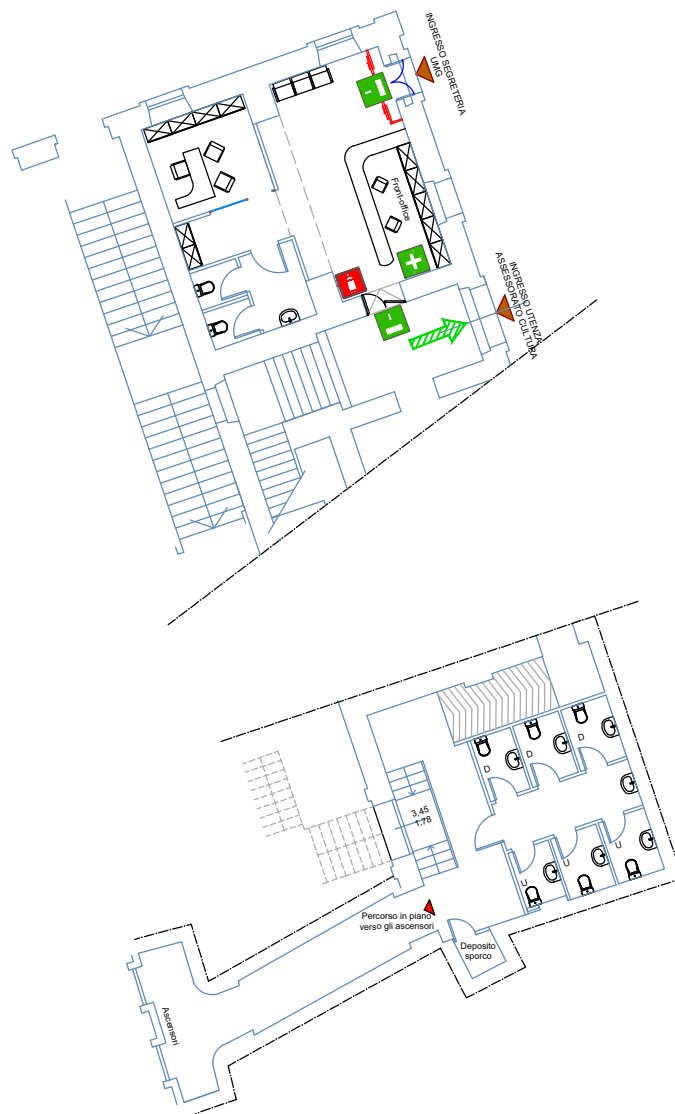 INGRESSO SEGRETERIA
UMG
Front-office
INGRESSO UTENZA
ASSESSORATO CULTURA
D
D
D
3,45
1,78
U
U
U
Percorso in piano
verso gli ascensori
Deposito
sporco
Ascensori